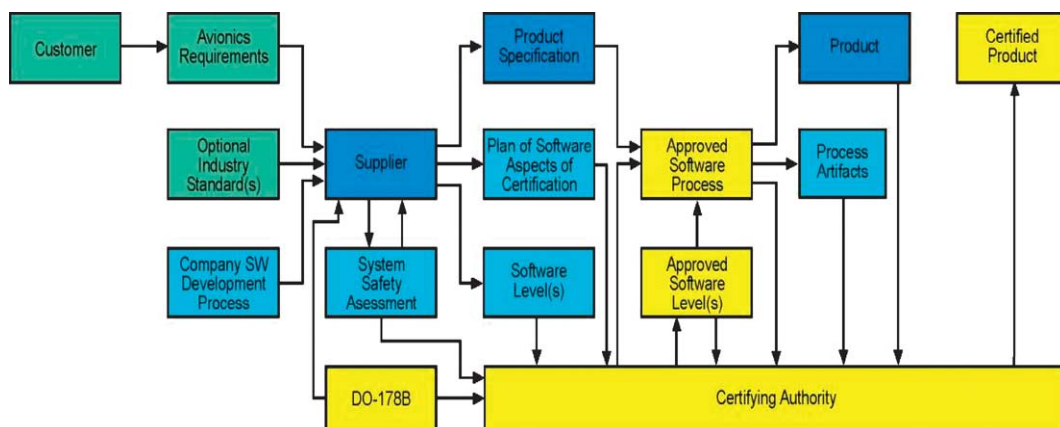 Customer
Avionics
Requirements
Product
Specification
Product
Certified
Product
Optional
Industry
Standard(s)
Supplier
Plan of Software
Aspects of
Certification
Approved
Software
Process
Process
Artifacts
Company SW
Development
Process
System
Safety
Asessment
Software
Level(s)
Approved
Software
Level(s)
DO-178B
Certifying Authority